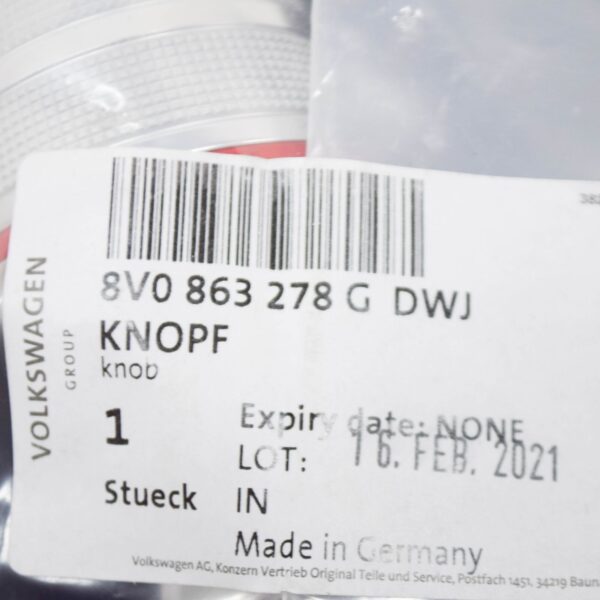 VOLKSWAGEN
GROUP
8V0 863 278 G DWJ
KNOPF
knob
1
Expiry date: NONE
LOT: 16. FEB. 2021
Stueck IN
Made in Germany
Volkswagen AG, Konzern Vertrieb Original Teile und Service, Postfach 1451, 34219 Bauna